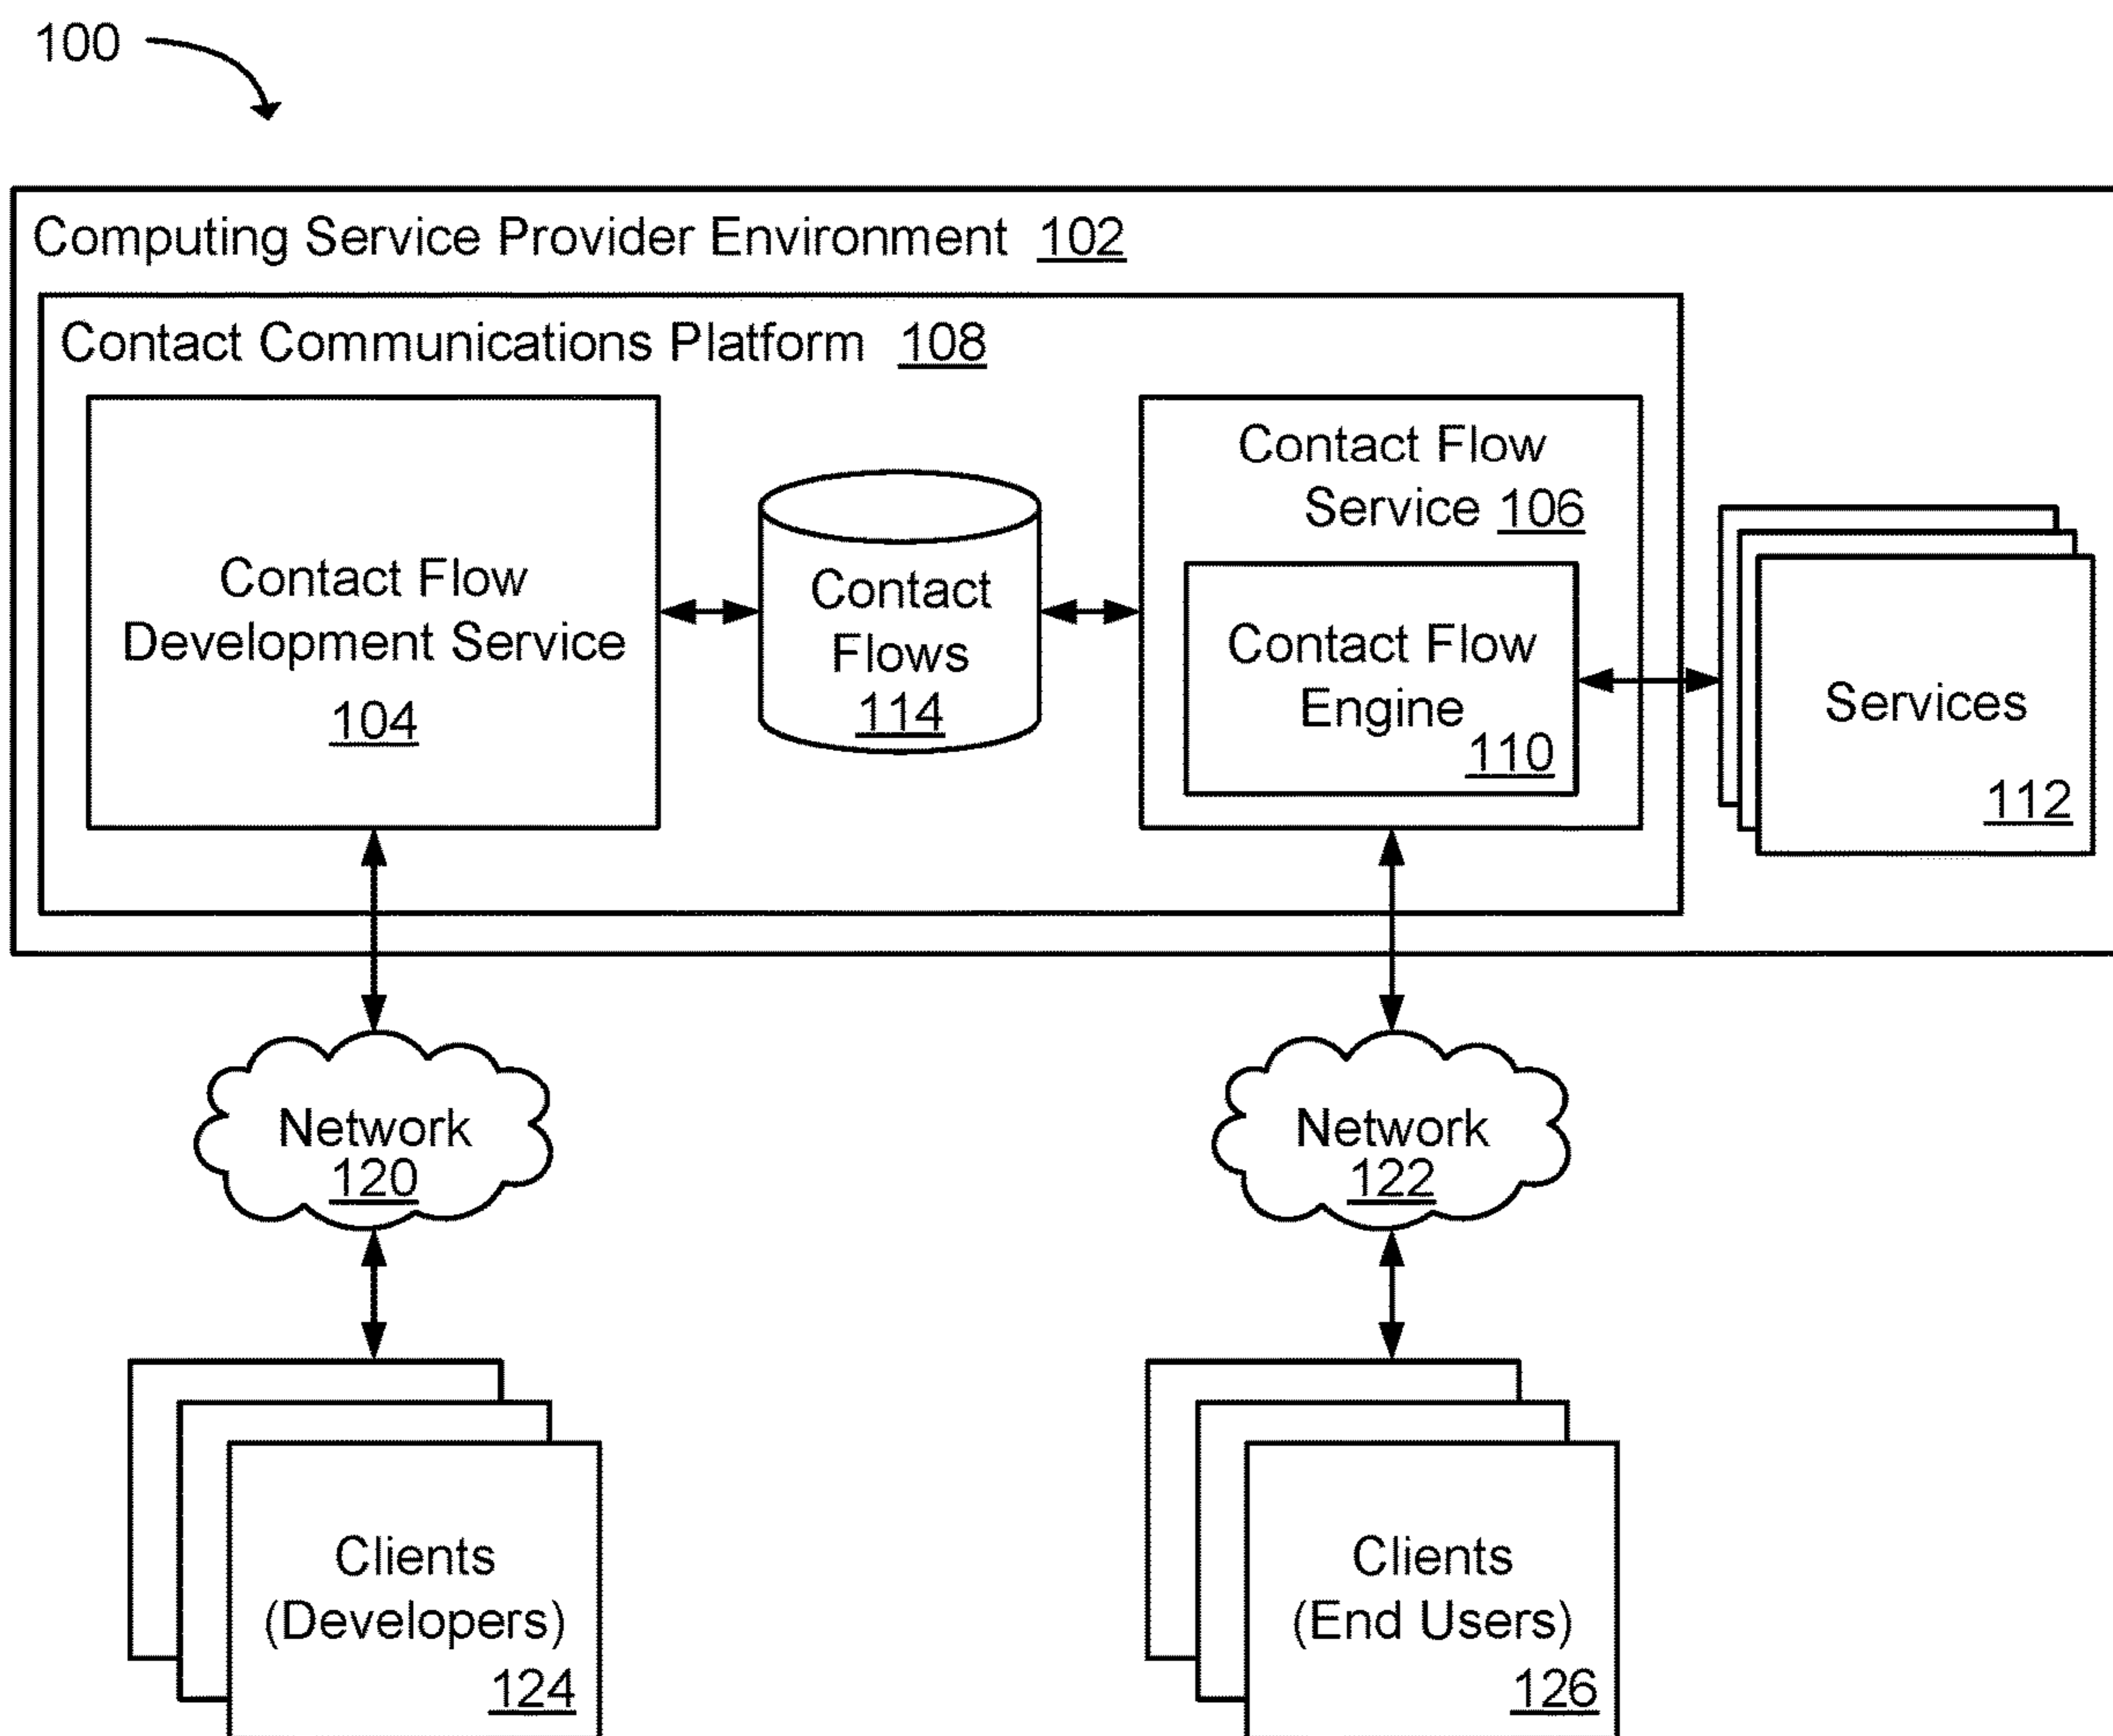 100
Computing Service Provider Environment 102
Contact Communications Platform 108
Contact Flow
Development Service
104
Contact
Flows
114
Contact Flow
Service 106
Contact Flow
Engine
110
Services
112
Network
120
Network
122
Clients
(Developers)
124
Clients
(End Users)
126